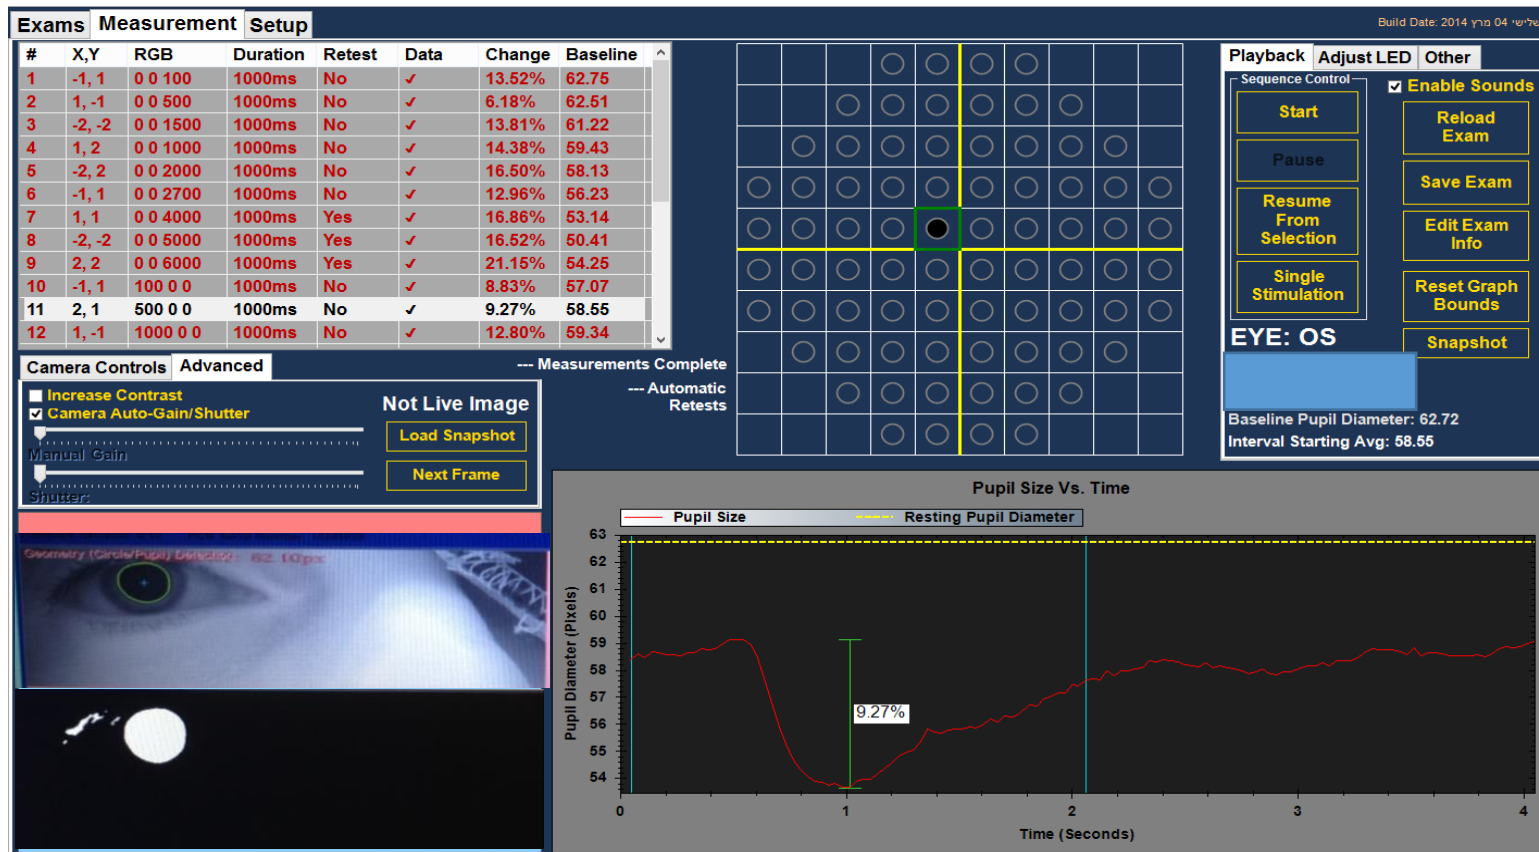 Exams Measurement Setup
Build Date: 2014 שלישי 04 מרץ
# X,Y RGB Duration Retest Data Change Baseline
1 -1, 1 0 0 100 1000ms No ✓ 13.52% 62.75
2 1, -1 0 0 500 1000ms No ✓ 6.18% 62.51
3 -2, -2 0 0 1500 1000ms No ✓ 13.81% 61.22
4 1, 2 0 0 1000 1000ms No ✓ 14.38% 59.43
5 -2, 2 0 0 2000 1000ms No ✓ 16.50% 58.13
6 -1, 1 0 0 2700 1000ms No ✓ 12.96% 56.23
7 1, 1 0 0 4000 1000ms Yes ✓ 16.86% 53.14
8 -2, -2 0 0 5000 1000ms Yes ✓ 16.52% 50.41
9 2, 2 0 0 6000 1000ms Yes ✓ 21.15% 54.25
10 -1, 1 100 0 0 1000ms No ✓ 8.83% 57.07
11 2, 1 500 0 0 1000ms No ✓ 9.27% 58.55
12 1, -1 1000 0 0 1000ms No ✓ 12.80% 59.34
Playback Adjust LED Other
Sequence Control
Start
Pause
Resume
From
Selection
Single
Stimulation
Enable Sounds
Reload
Exam
Save Exam
Edit Exam
Info
Reset Graph
Bounds
Snapshot
EYE: OS
Baseline Pupil Diameter: 62.72
Interval Starting Avg: 58.55
--- Measurements Complete
--- Automatic
Retests
Camera Controls Advanced
Increase Contrast
Camera Auto-Gain/Shutter
Manual Gain
Shutter:
Not Live Image
Load Snapshot
Next Frame
Geometry (Circle/Pupil) Detection: 62.10px
Pupil Size Vs. Time
Pupil Size Resting Pupil Diameter
Pupil Diameter (Pixels)
63
62
61
60
59
58
57
56
55
54
9.27%
0 1 2 3 4
Time (Seconds)